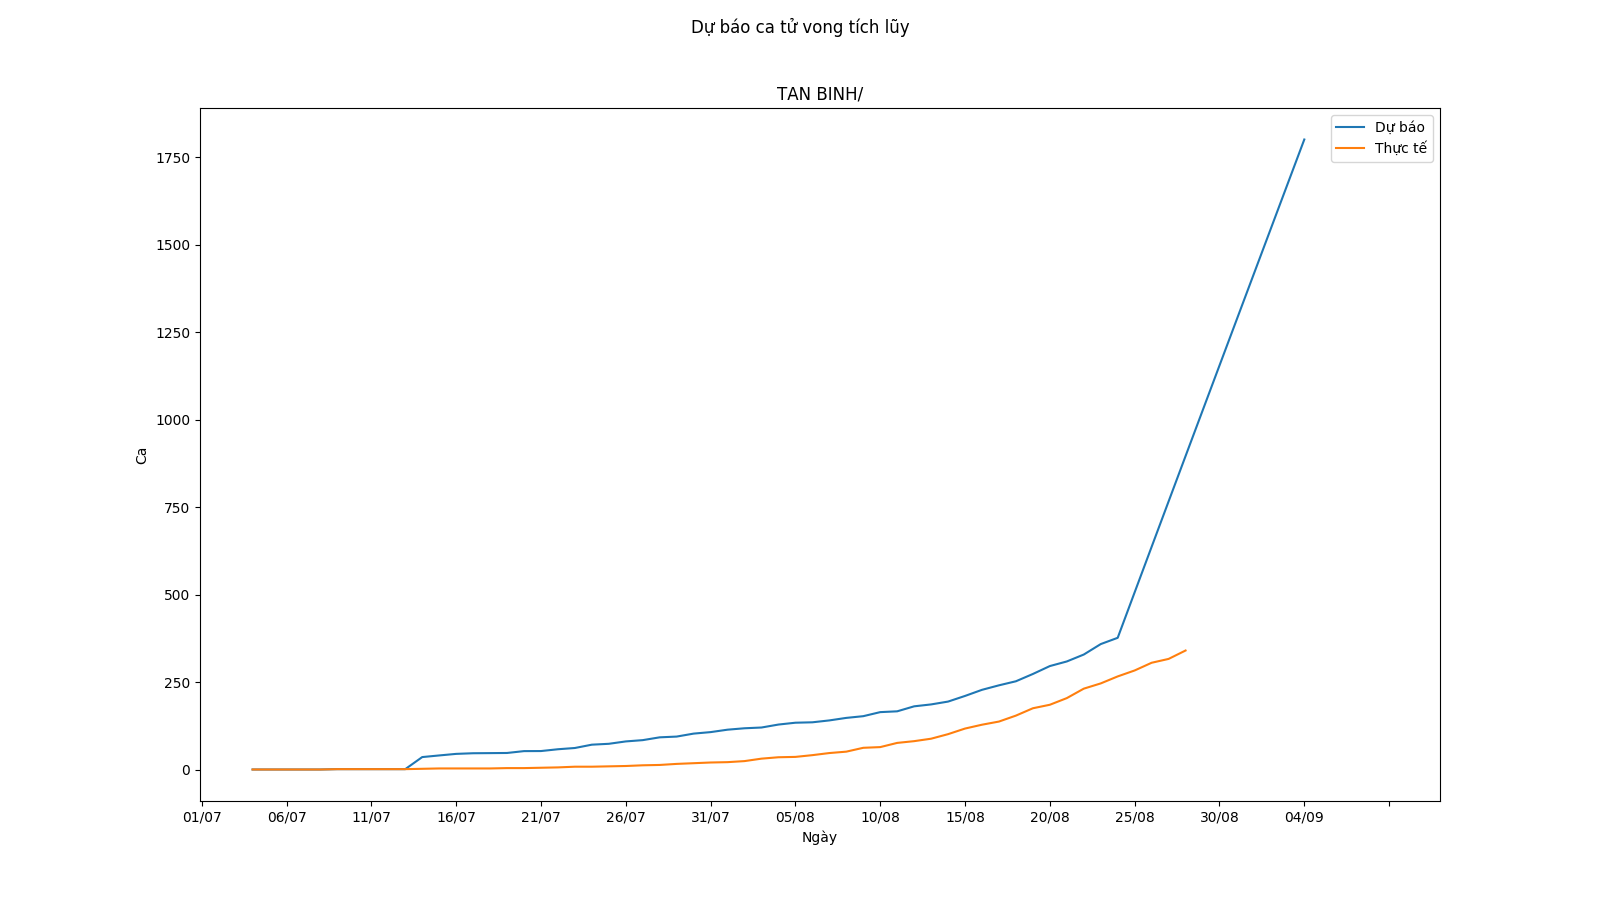 Dự báo ca tử vong tích lũy
TAN BINH/
Dự báo
Thực tế
1750
1500
1250
1000
750
500
250
0
Ca
01/07 06/07 11/07 16/07 21/07 26/07 31/07 05/08 10/08 15/08 20/08 25/08 30/08 04/09
Ngày